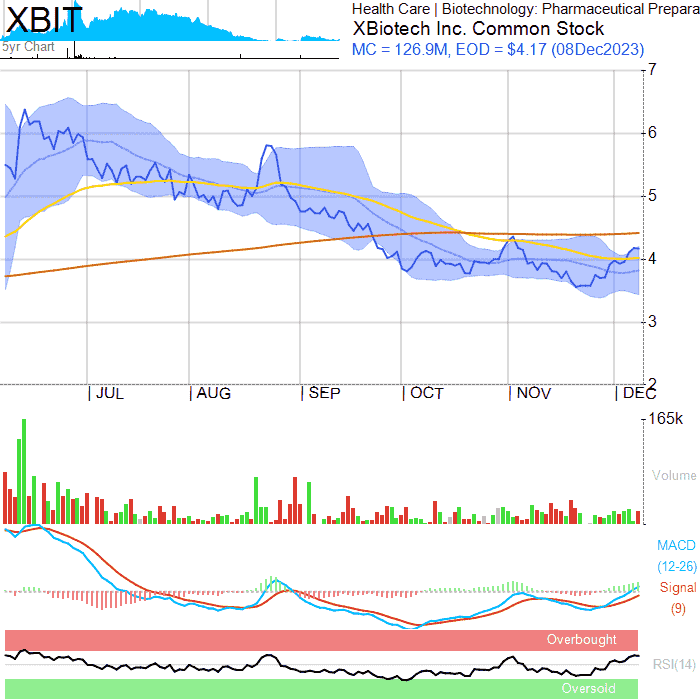 XBIT
5yr Chart
Health Care | Biotechnology: Pharmaceutical Prepara
XBiotech Inc. Common Stock
MC = 126.9M, EOD = $4.17 (08Dec2023)
7
6
5
4
3
2
JUL AUG SEP OCT NOV DEC
165k
Volume
MACD
(12-26)
Signal
(9)
Overbought
RSI(14)
Oversoid